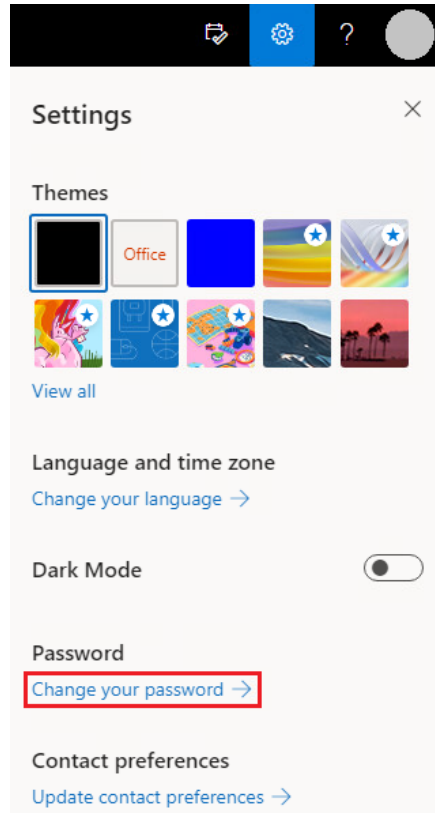 ?
Settings
Themes
Office
View all
Language and time zone
Change your language →
Dark Mode
Password
Change your password →
Contact preferences
Update contact preferences →